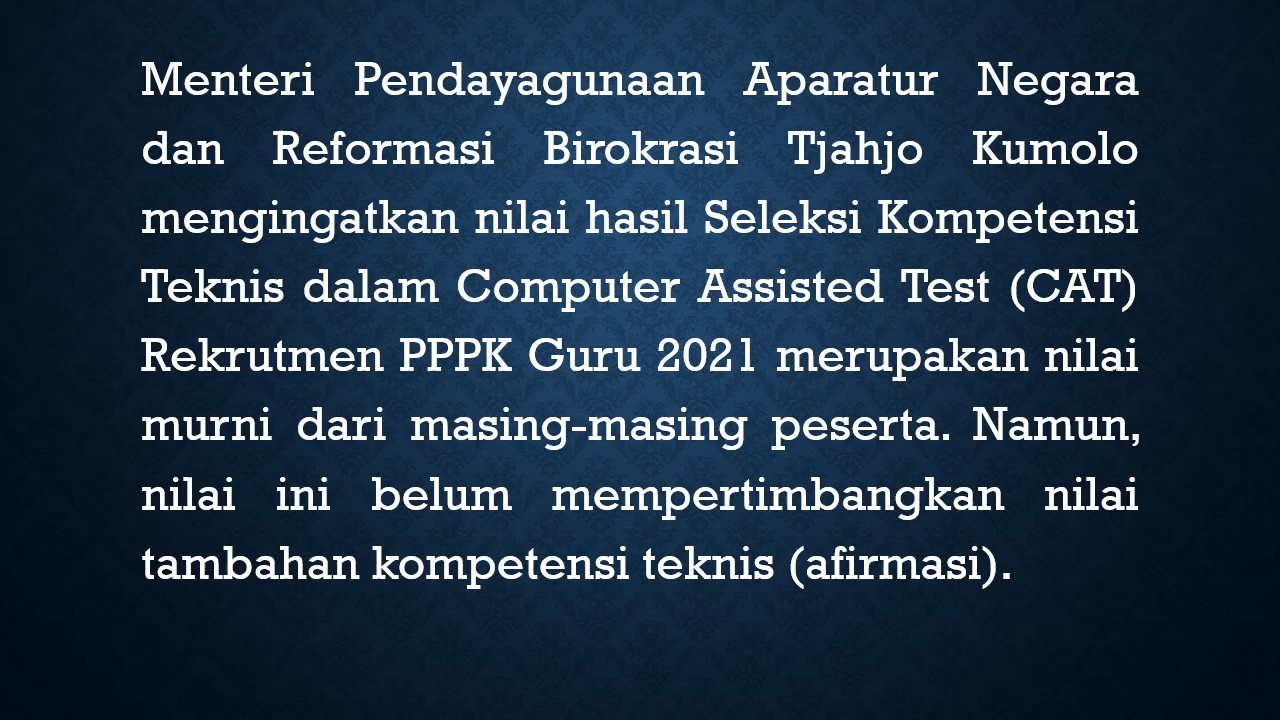 Menteri Pendayagunaan Aparatur Negara
dan Reformasi Birokrasi Tjahjo Kumolo
mengingatkan nilai hasil Seleksi Kompetensi
Teknis dalam Computer Assisted Test (CAT)
Rekrutmen PPPK Guru 2021 merupakan nilai
murni dari masing-masing peserta. Namun,
nilai ini belum mempertimbangkan nilai
tambahan kompetensi teknis (afirmasi).